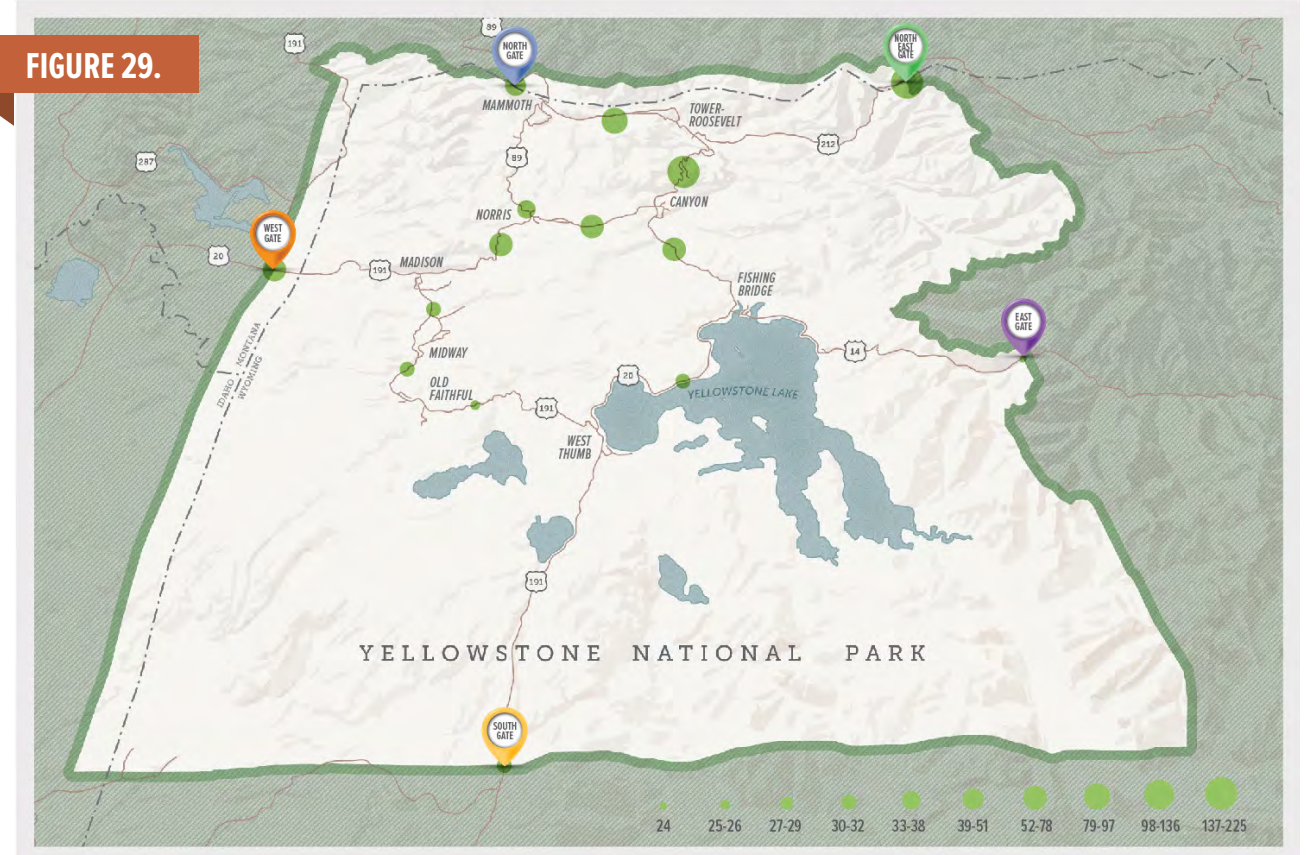 FIGURE 29.
89
191
NORTH
GATE
NORTH
EAST
GATE
MAMMOTH
TOWER-
ROOSEVELT
212
89
287
CANYON
NORRIS
WEST
GATE
20
191
MADISON
FISHING
BRIDGE
EAST
GATE
MONTANA
IDAHO
WYOMING
MIDWAY
14
OLD
FAITHFUL
20
YELLOWSTONE LAKE
191
WEST
THUMB
191
YELLOWSTONE NATIONAL PARK
SOUTH
GATE
24 25-26 27-29 30-32 33-38 39-51 52-78 79-97 98-136 137-225